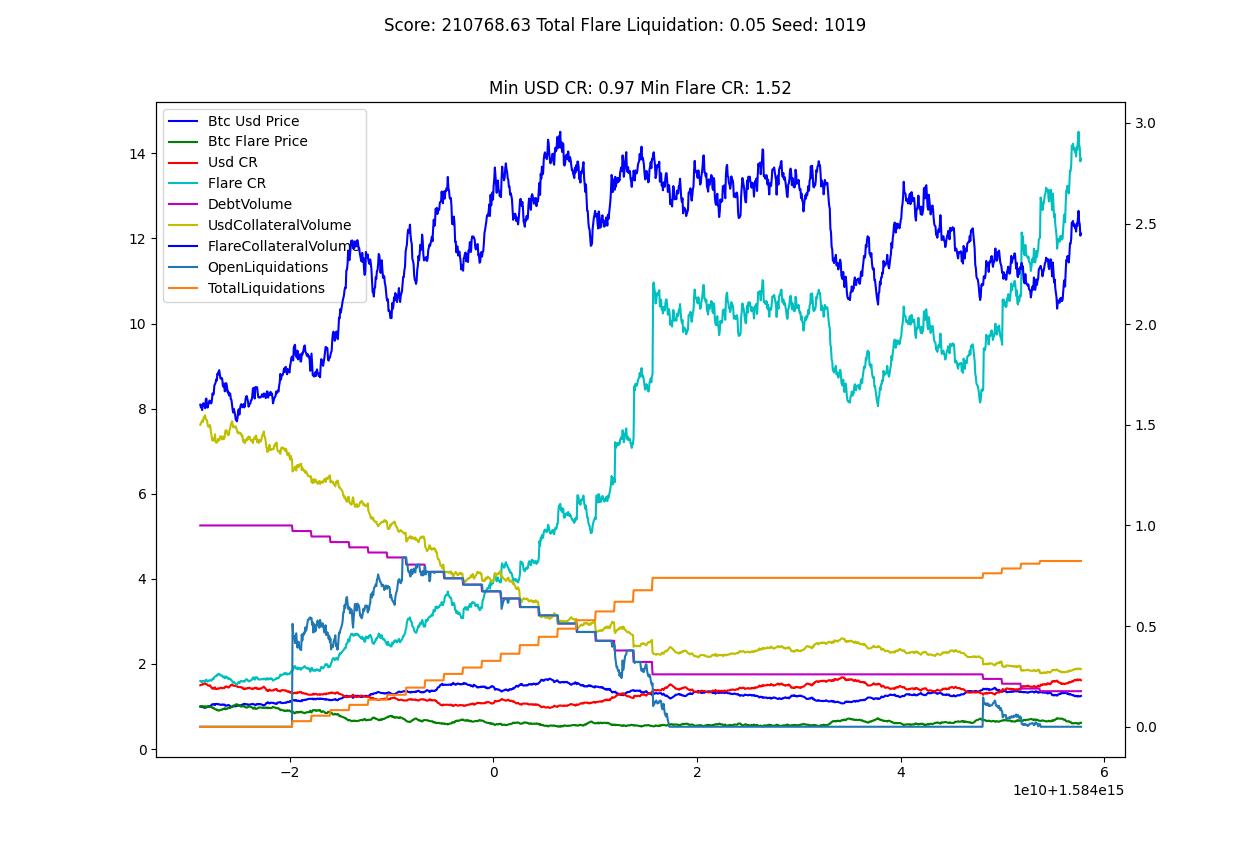 Score: 210768.63 Total Flare Liquidation: 0.05 Seed: 1019
Min USD CR: 0.97 Min Flare CR: 1.52
Btc Usd Price
Btc Flare Price
Usd CR
Flare CR
DebtVolume
UsdCollateralVolume
FlareCollateralVolume
OpenLiquidations
TotalLiquidations
14
12
10
8
6
4
2
0
3.0
2.5
2.0
1.5
1.0
0.5
0.0
−2 0 2 4 6
1e10+1.584e15